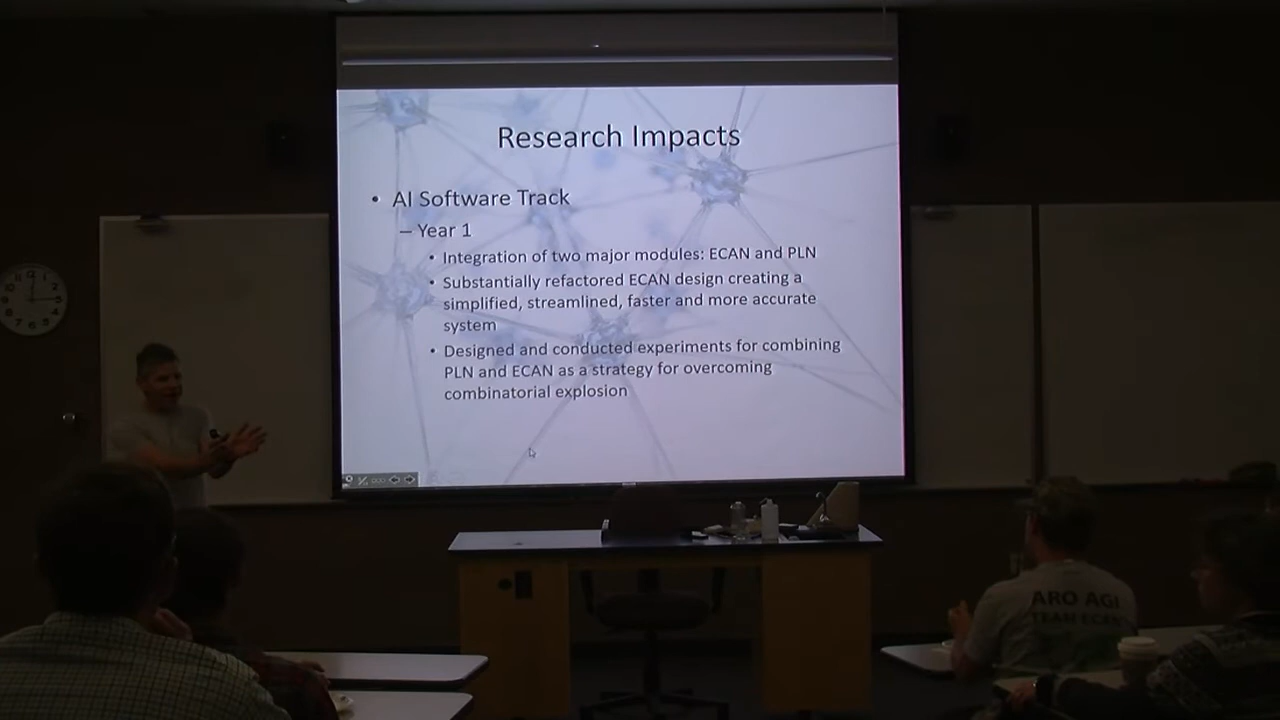 Research Impacts
• AI Software Track
– Year 1
• Integration of two major modules: ECAN and PLN
• Substantially refactored ECAN design creating a
simplified, streamlined, faster and more accurate
system
• Designed and conducted experiments for combining
PLN and ECAN as a strategy for overcoming
combinatorial explosion
ARO AGI
TEAM ECAN